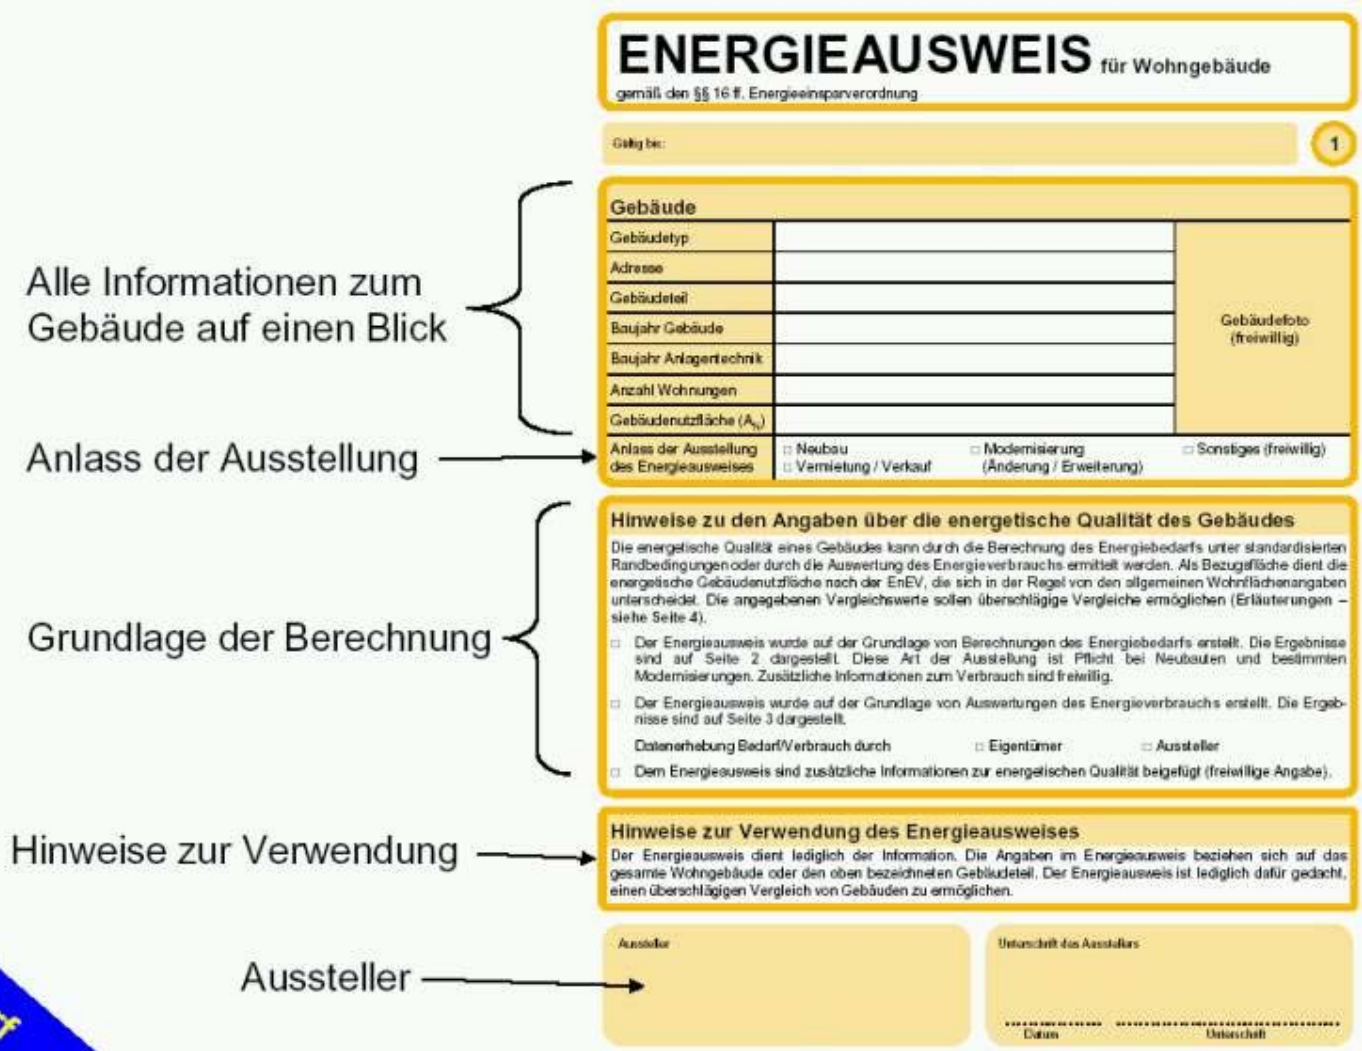 ENERGIEAUSWEIS für Wohngebäude
gemäß den §§ 16 ff. Energieeinsparverordnung
Gültig bis:
1
Alle Informationen zum
Gebäude auf einen Blick
Gebäude
Gebäudetyp
Adresse
Gebäudeteil
Baujahr Gebäude
Baujahr Anlagentechnik
Anzahl Wohnungen
Gebäudenutzfläche (AN)
Gebäudefoto
(freiwillig)
Anlass der Ausstellung
Anlass der Ausstellung
des Energieausweises
□ Neubau
□ Vermietung / Verkauf
□ Modernisierung
(Änderung / Erweiterung)
□ Sonstiges (freiwillig)
Grundlage der Berechnung
Hinweise zu den Angaben über die energetische Qualität des Gebäudes
Die energetische Qualität eines Gebäudes kann durch die Berechnung des Energiebedarfs unter standardisierten
Randbedingungen oder durch die Auswertung des Energieverbrauchs ermittelt werden. Als Bezugsfläche dient die
energetische Gebäudenutzfläche nach der EnEV, die sich in der Regel von den allgemeinen Wohnflächenangaben
unterscheidet. Die angegebenen Vergleichswerte sollen überschlägige Vergleiche ermöglichen (Erläuterungen –
siehe Seite 4).
□ Der Energieausweis wurde auf der Grundlage von Berechnungen des Energiebedarfs erstellt. Die Ergebnisse
sind auf Seite 2 dargestellt. Diese Art der Ausstellung ist Pflicht bei Neubauten und bestimmten
Modernisierungen. Zusätzliche Informationen zum Verbrauch sind freiwillig.
□ Der Energieausweis wurde auf der Grundlage von Auswertungen des Energieverbrauchs erstellt. Die Ergeb-
nisse sind auf Seite 3 dargestellt.
Datenerhebung Bedarf/Verbrauch durch □ Eigentümer □ Aussteller
□ Dem Energieausweis sind zusätzliche Informationen zur energetischen Qualität beigefügt (freiwillige Angabe).
Hinweise zur Verwendung
Hinweise zur Verwendung des Energieausweises
Der Energieausweis dient lediglich der Information. Die Angaben im Energieausweis beziehen sich auf das
gesamte Wohngebäude oder den oben bezeichneten Gebäudeteil. Der Energieausweis ist lediglich dafür gedacht,
einen überschlägigen Vergleich von Gebäuden zu ermöglichen.
Aussteller
Aussteller
Unterschrift des Ausstellers
Datum
Unterschrift